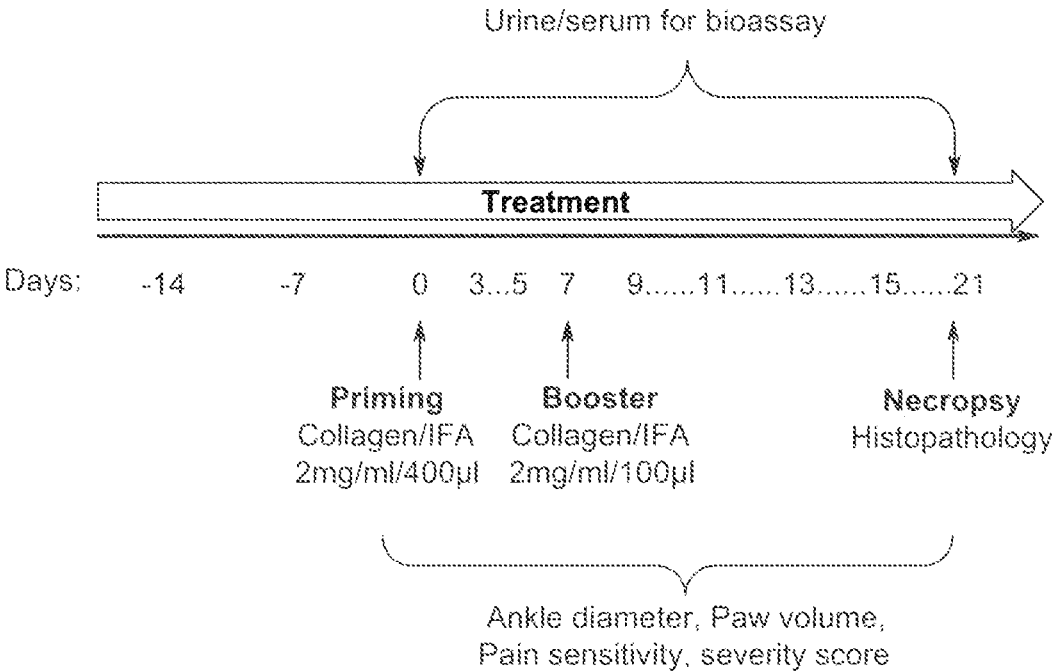 Urine/serum for bioassay
Treatment
Days: -14 -7 0 3...5 7 9......11......13......15......21
Priming Booster Necropsy
Collagen/IFA Collagen/IFA Histopathology
2mg/ml/400µl 2mg/ml/100µl
Ankle diameter, Paw volume,
Pain sensitivity, severity score